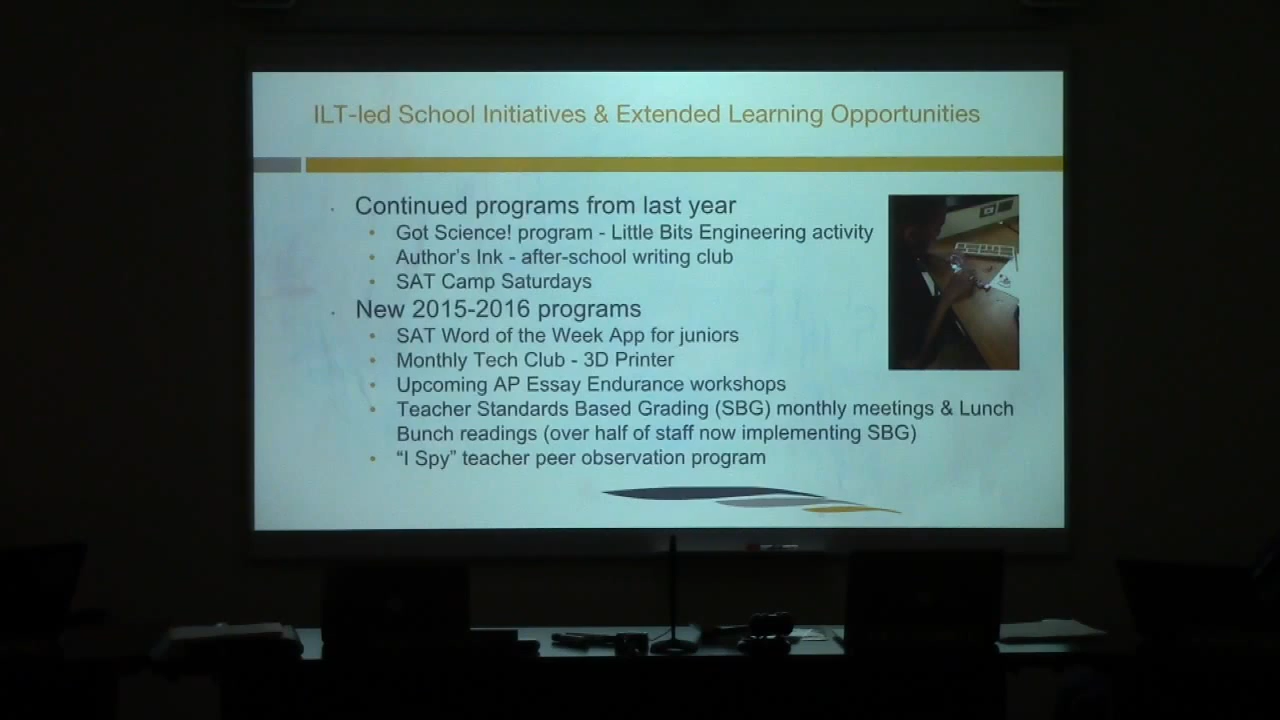 ILT-led School Initiatives & Extended Learning Opportunities
Continued programs from last year
Got Science! program - Little Bits Engineering activity
Author's Ink - after-school writing club
SAT Camp Saturdays
New 2015-2016 programs
SAT Word of the Week App for juniors
Monthly Tech Club - 3D Printer
Upcoming AP Essay Endurance workshops
Teacher Standards Based Grading (SBG) monthly meetings & Lunch
Bunch readings (over half of staff now implementing SBG)
“I Spy” teacher peer observation program